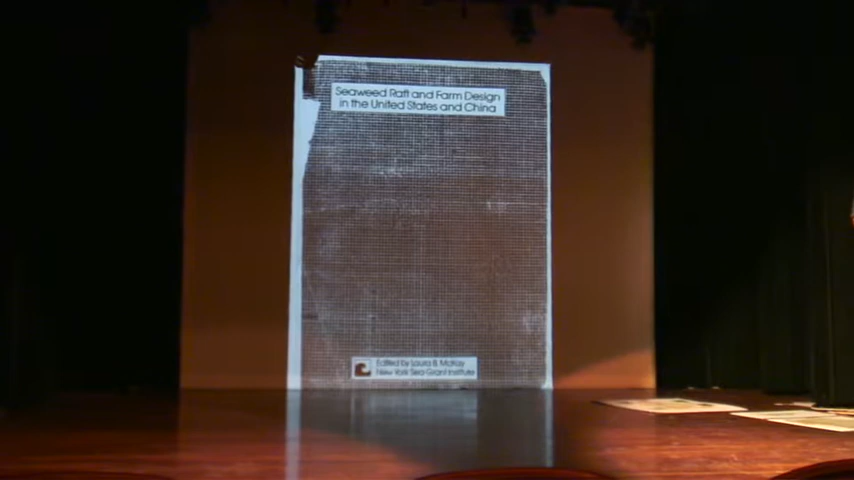 Seaweed Raft and Farm Design
in the United States and China
Edited by Laura B. McKay
New York Sea Grant Institute